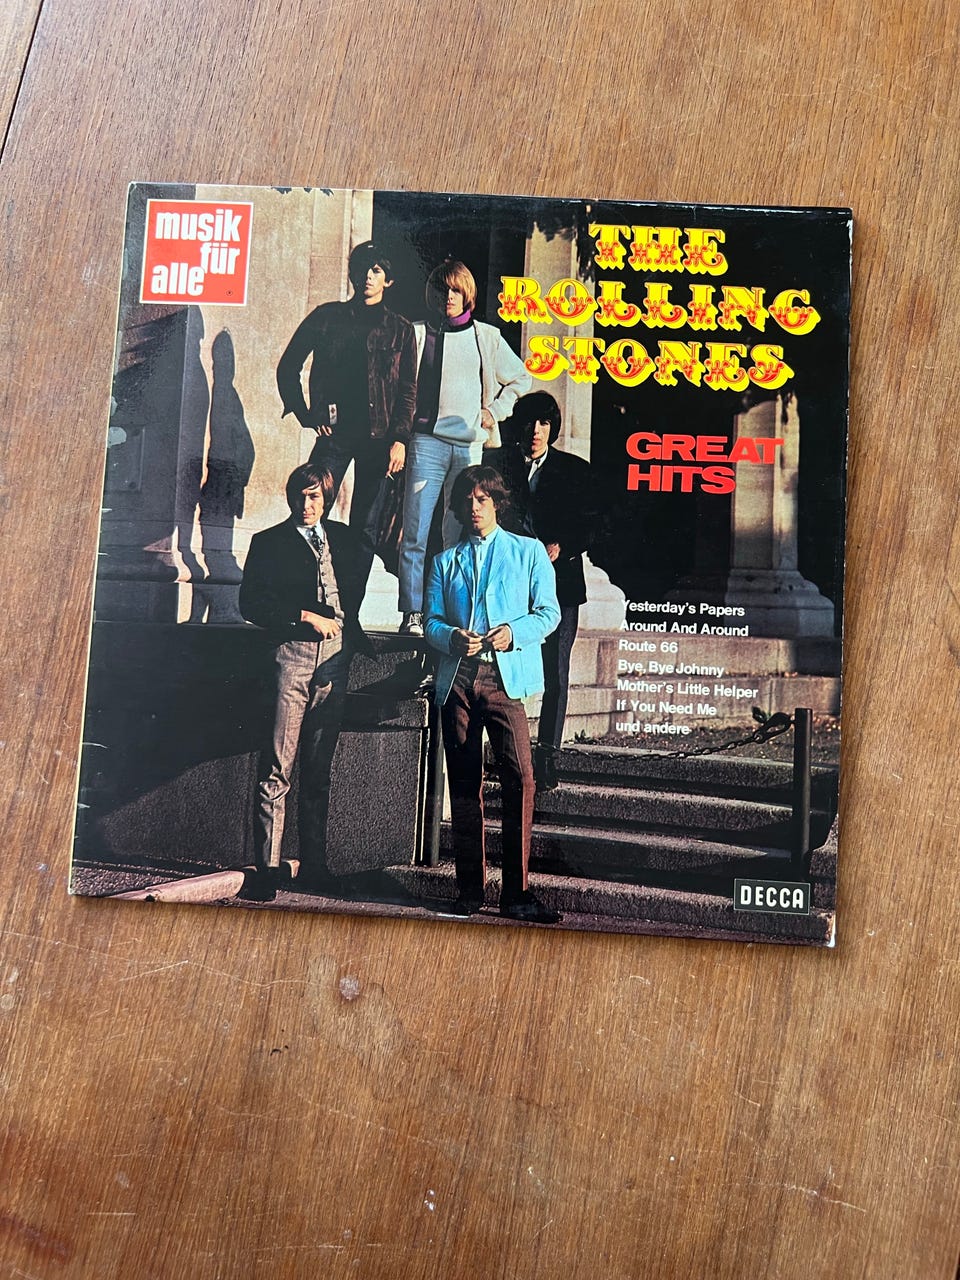 musik
für
alle
THE
ROLLING
STONES
GREAT
HITS
Yesterday's Papers
Around And Around
Route 66
Bye, Bye Johnny
Mother's Little Helper
If You Need Me
und andere
DECCA